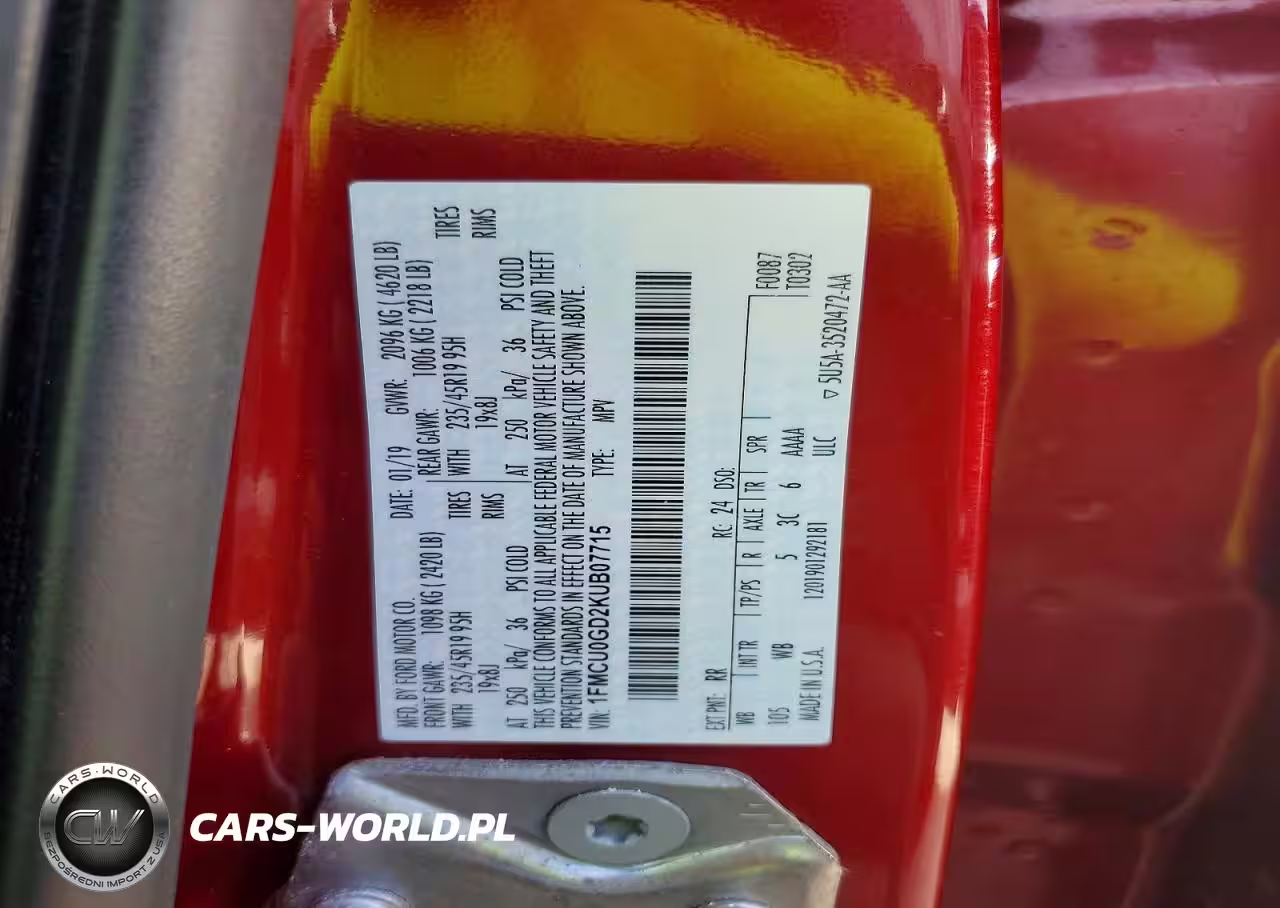 MFD. BY FORD MOTOR CO.
DATE: 01/19
GVWR: 2096 KG ( 4620 LB)
FRONT GAWR: 1098 KG ( 2420 LB)
REAR GAWR: 1006 KG ( 2218 LB)
WITH 235/45R19 95H TIRES
WITH 235/45R19 95H TIRES
19x8J RIMS
19x8J RIMS
AT 250 kPa/ 36 PSI COLD
AT 250 kPa/ 36 PSI COLD
THIS VEHICLE CONFORMS TO ALL APPLICABLE FEDERAL MOTOR VEHICLE SAFETY AND THEFT
PREVENTION STANDARDS IN EFFECT ON THE DATE OF MANUFACTURE SHOWN ABOVE.
VIN: 1FMCU0GD2KUB07715
TYPE: MPV
EXT PNT: RR RC: 24 DSO:
F0087
WB INT TR TP/PS R AXLE TR SPR
T0302
105 WB 5 3C 6 AAAA
MADE IN U.S.A. 1201901292181 ULC
▽ 5U5A-3520472-AA
CARS-WORLD
CW
BEZPOŚREDNI IMPORT Z USA
CARS-WORLD.PL